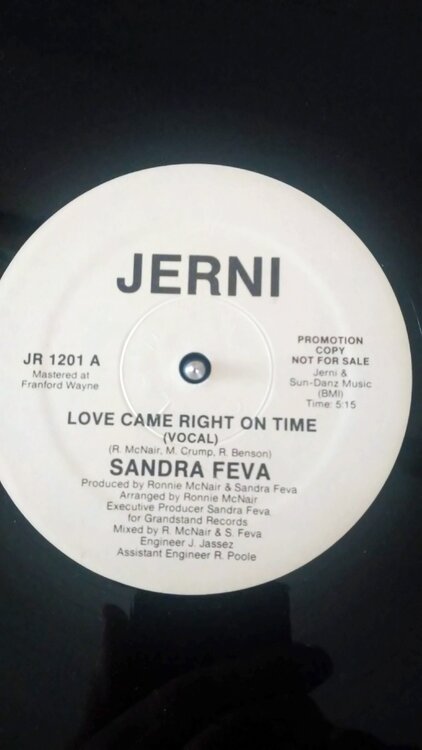 JERNI
JR 1201 A
Mastered at
Franford Wayne
PROMOTION
COPY
NOT FOR SALE
Jerni &
Sun-Danz Music
(BMI)
Time: 5:15
LOVE CAME RIGHT ON TIME
(VOCAL)
(R. McNair, M. Crump, R. Benson)
SANDRA FEVA
Produced by Ronnie McNair & Sandra Feva
Arranged by Ronnie McNair
Executive Producer Sandra Feva
for Grandstand Records
Mixed by R. McNair & S. Feva
Engineer J. Jassez
Assistant Engineer R. Poole